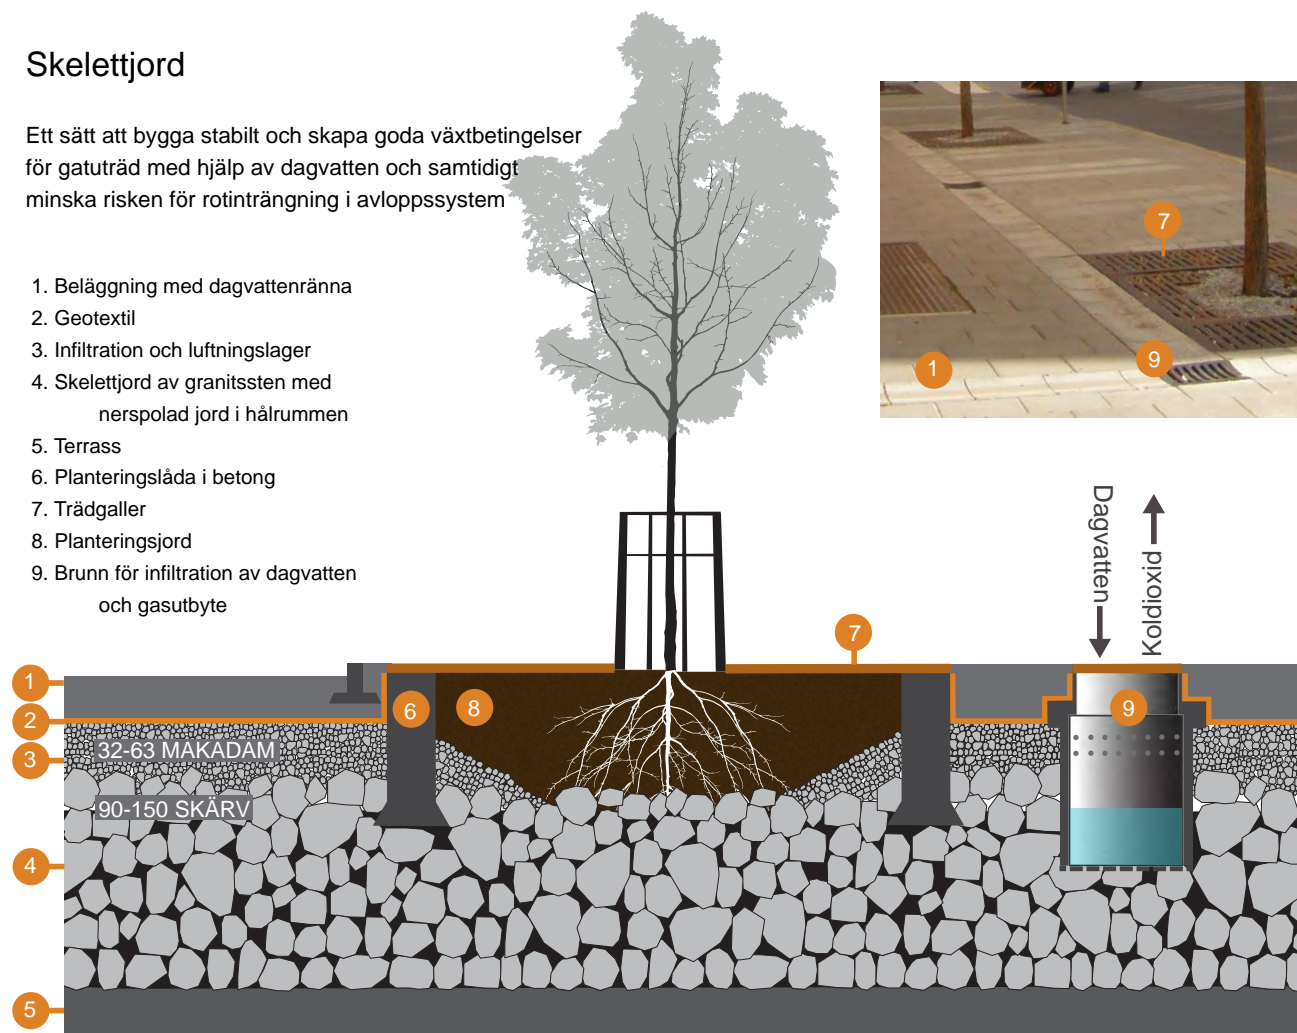 Skelettjord
Ett sätt att bygga stabilt och skapa goda växtbetingelser
för gatuträd med hjälp av dagvatten och samtidigt
minska risken för rotinträngning i avloppssystem
1. Beläggning med dagvattenränna
2. Geotextil
3. Infiltration och luftningslager
4. Skelettjord av granitssten med
nerspolad jord i hålrummen
5. Terrass
6. Planteringslåda i betong
7. Trädgaller
8. Planteringsjord
9. Brunn för infiltration av dagvatten
och gasutbyte
7
1
9
Dagvatten
Koldioxid
7
1
2
3
4
5
6
8
9
32-63 MAKADAM
90-150 SKÄRV